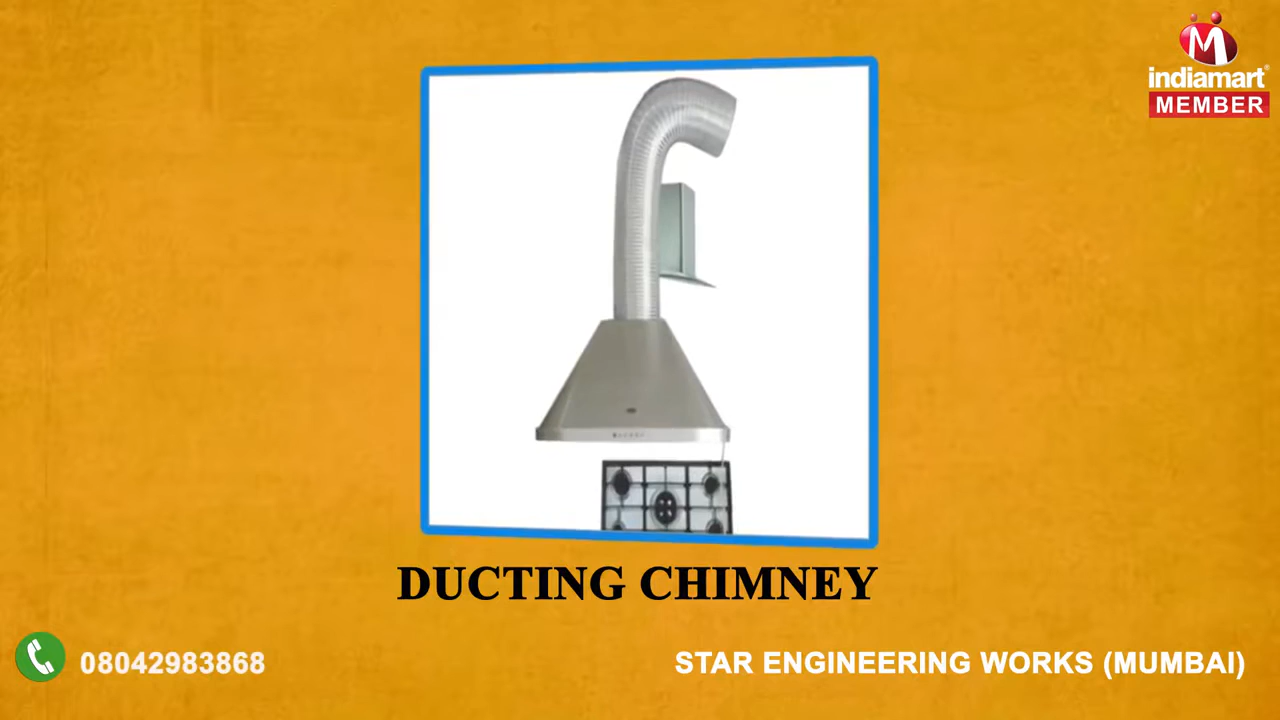 indiamart
MEMBER
DUCTING CHIMNEY
08042983868
STAR ENGINEERING WORKS (MUMBAI)